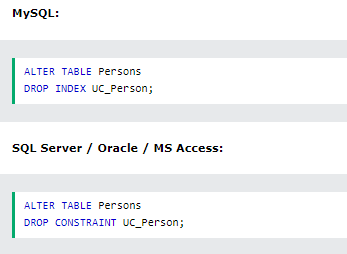 MySQL:
ALTER TABLE Persons
DROP INDEX UC_Person;
SQL Server / Oracle / MS Access:
ALTER TABLE Persons
DROP CONSTRAINT UC_Person;